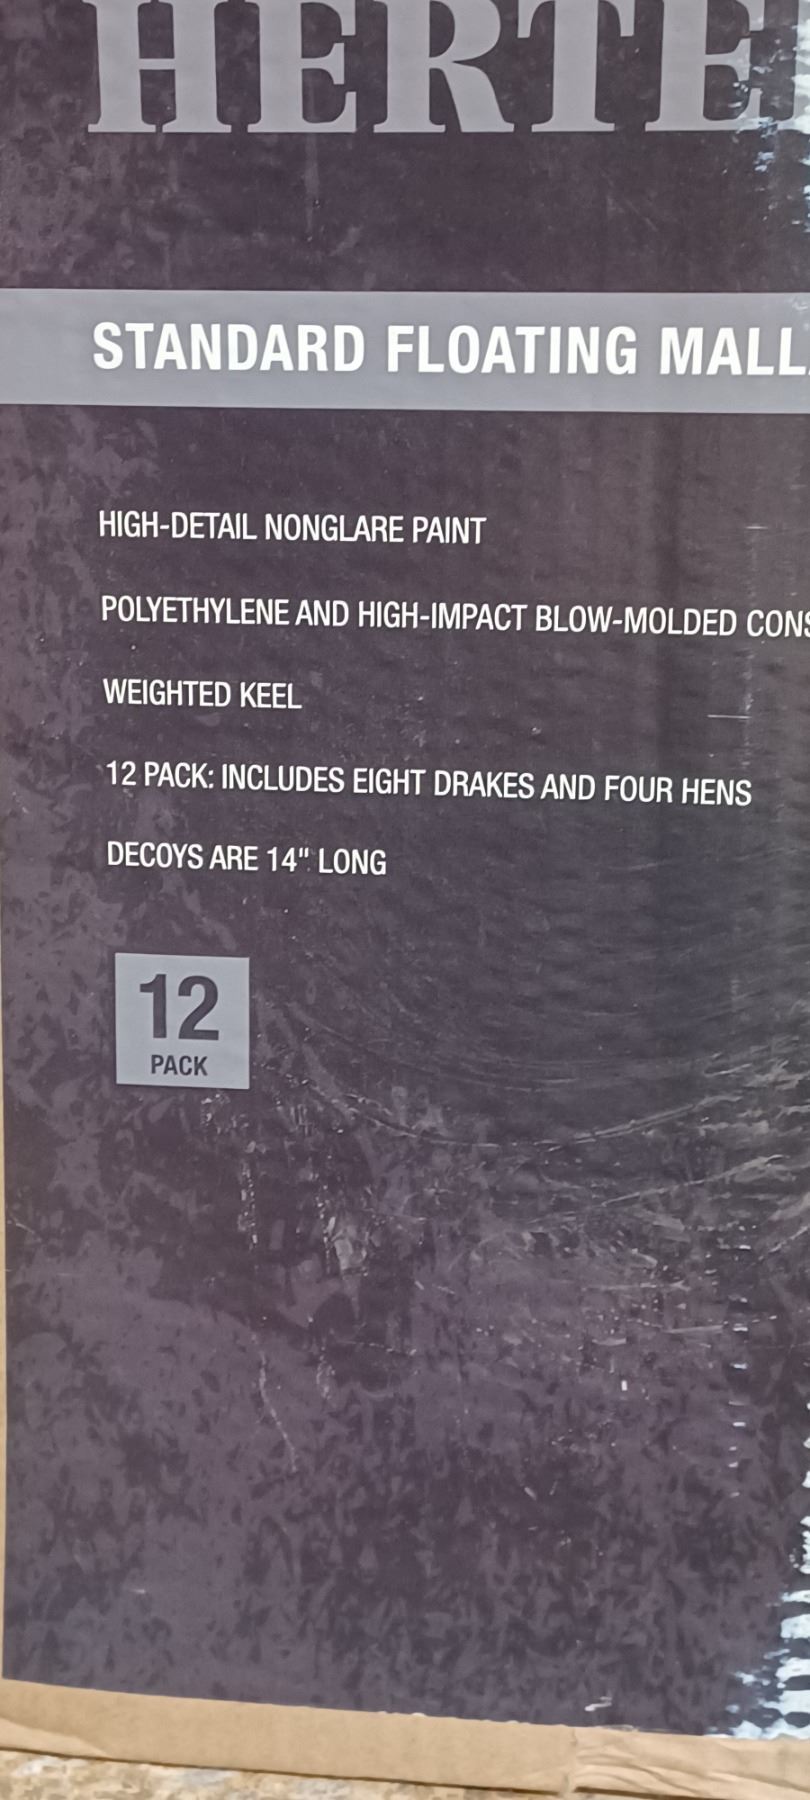 HERTE
STANDARD FLOATING MALL
HIGH-DETAIL NONGLARE PAINT
POLYETHYLENE AND HIGH-IMPACT BLOW-MOLDED CONS
WEIGHTED KEEL
12 PACK: INCLUDES EIGHT DRAKES AND FOUR HENS
DECOYS ARE 14" LONG
12
PACK